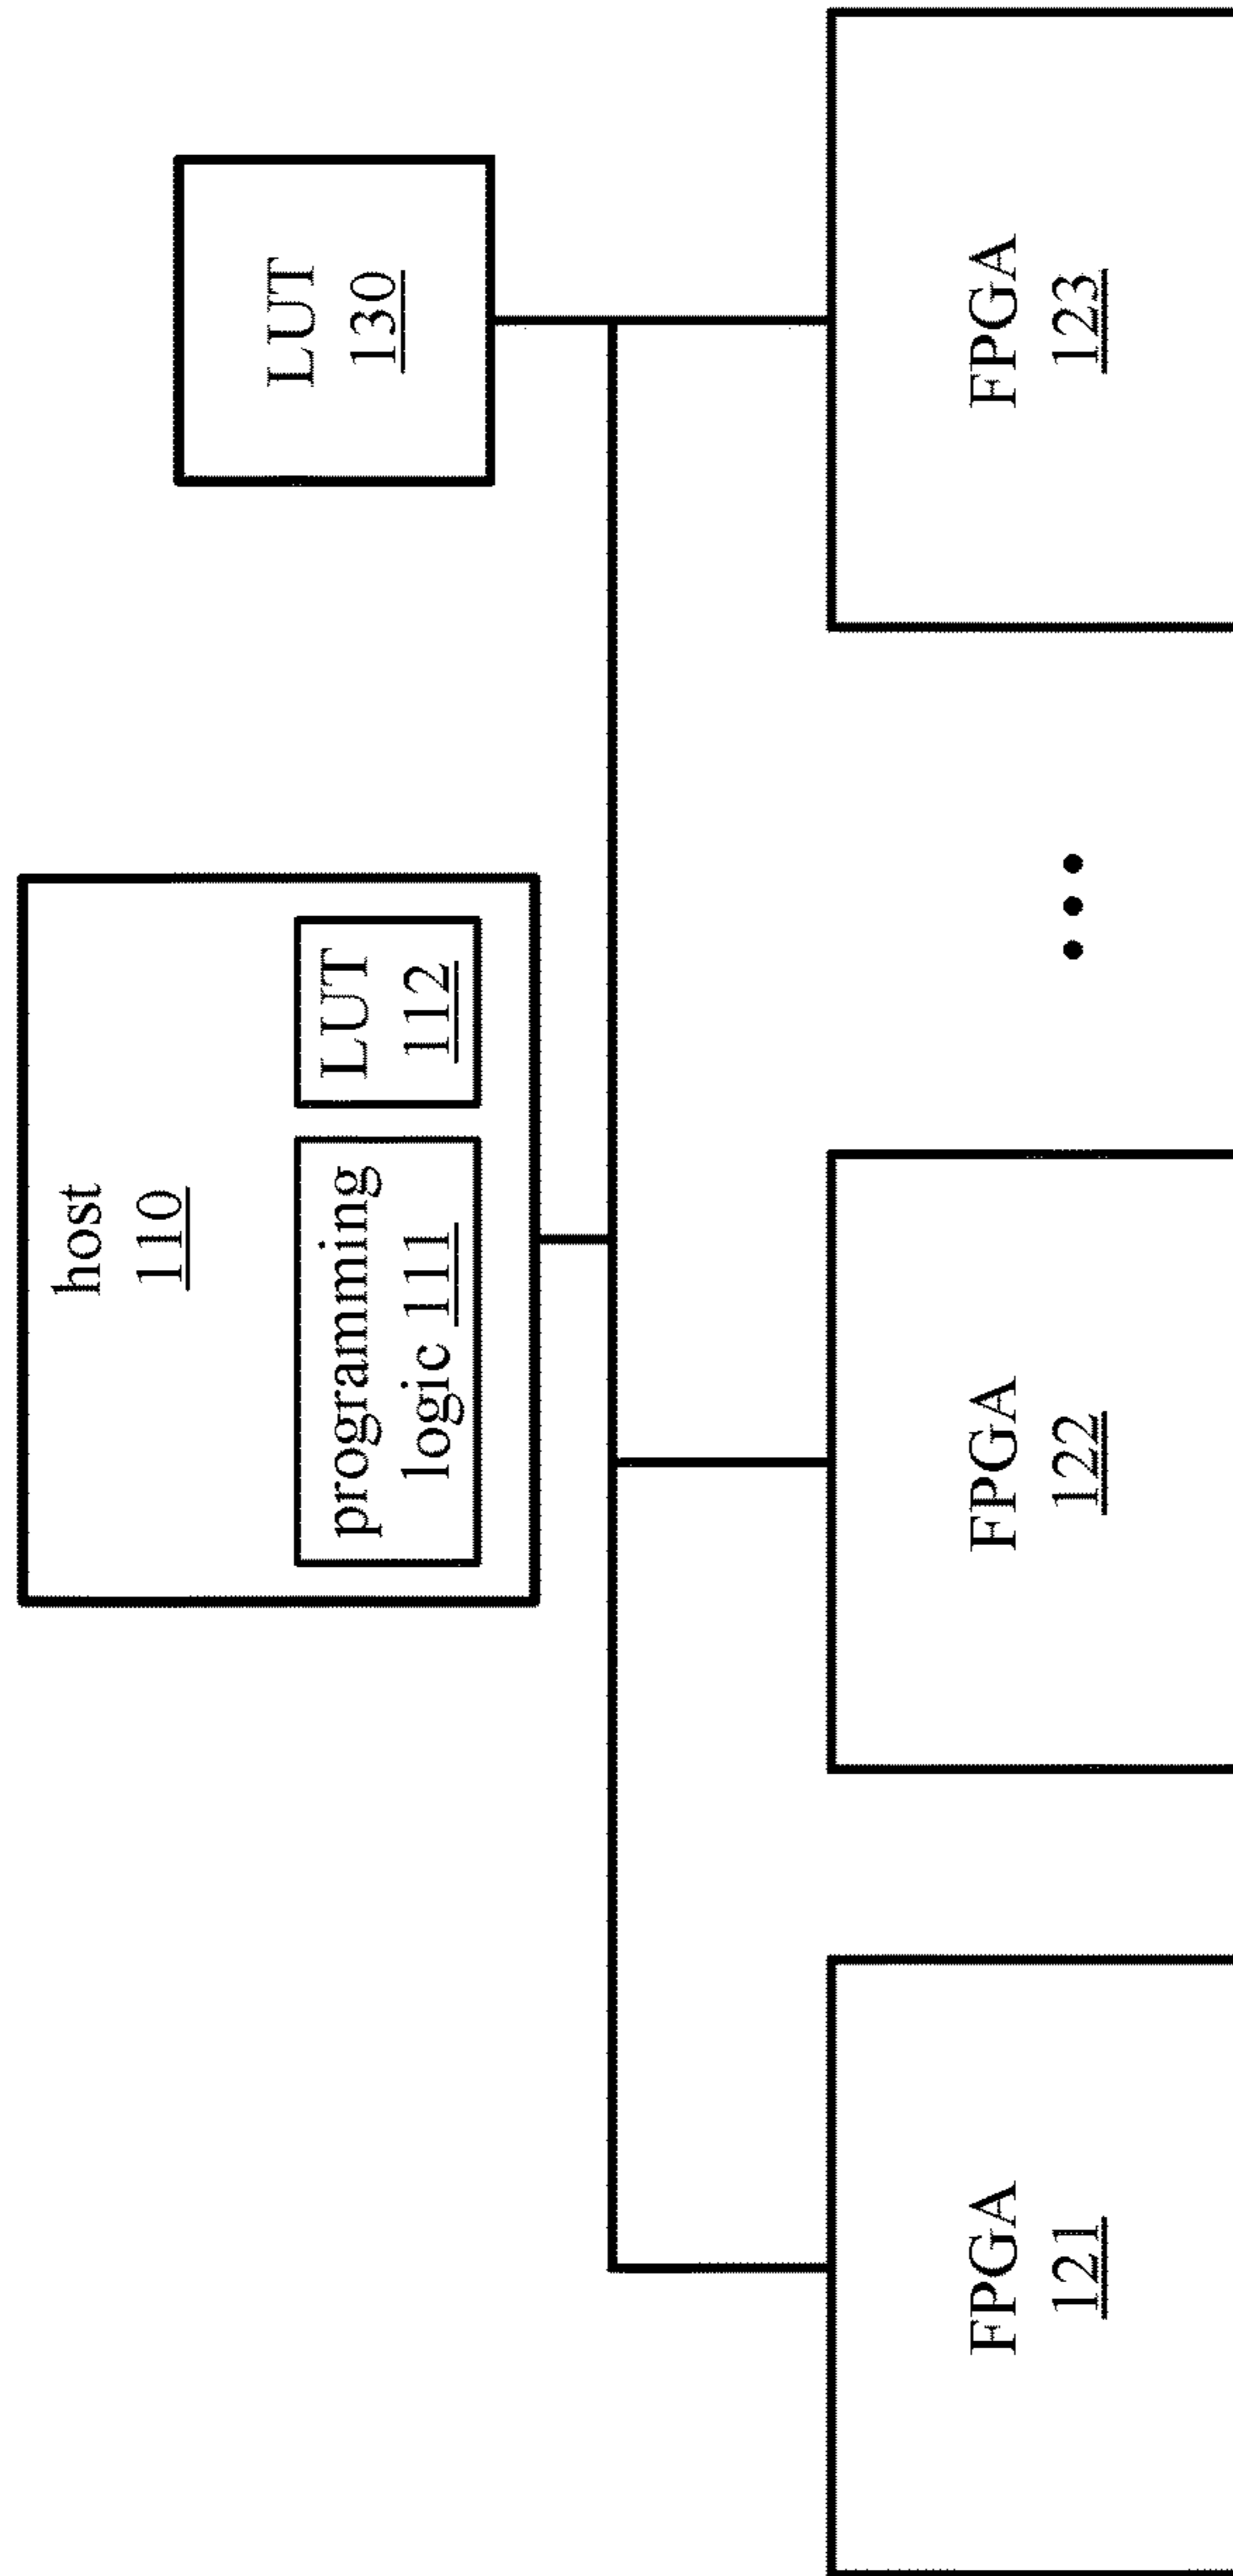 host
110
programming
logic 111
LUT
112
LUT
130
FPGA
121
FPGA
122
FPGA
123